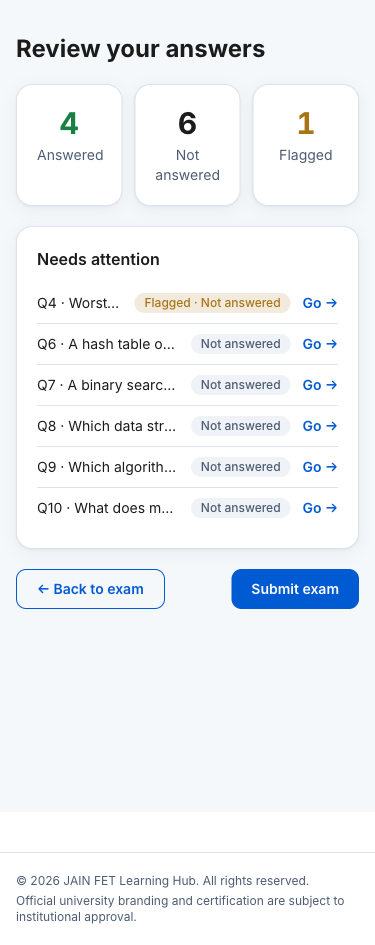 Review your answers
4
Answered
6
Not
answered
1
Flagged
Needs attention
Q4 · Worst... Flagged · Not answered Go →
Q6 · A hash table o... Not answered Go →
Q7 · A binary searc... Not answered Go →
Q8 · Which data str... Not answered Go →
Q9 · Which algorith... Not answered Go →
Q10 · What does m... Not answered Go →
← Back to exam
Submit exam
© 2026 JAIN FET Learning Hub. All rights reserved.
Official university branding and certification are subject to
institutional approval.